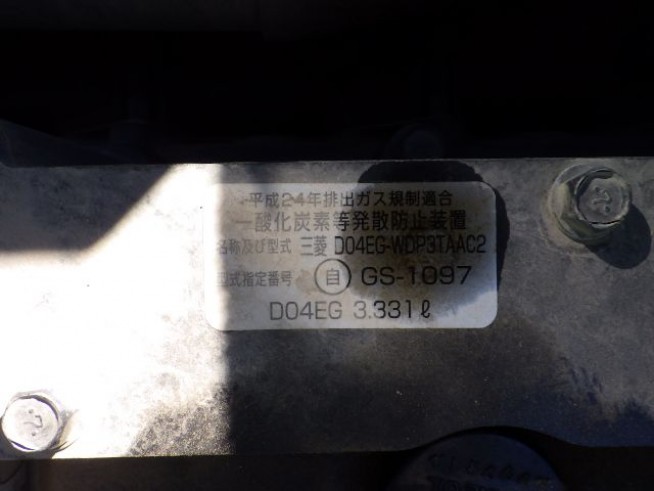 平成24年排出ガス規制適合
一酸化炭素等発散防止装置
名称及び型式 三菱 D04EG-WDP3TAAC2
型式指定番号 自 GS-1097
D04EG 3.331ℓ